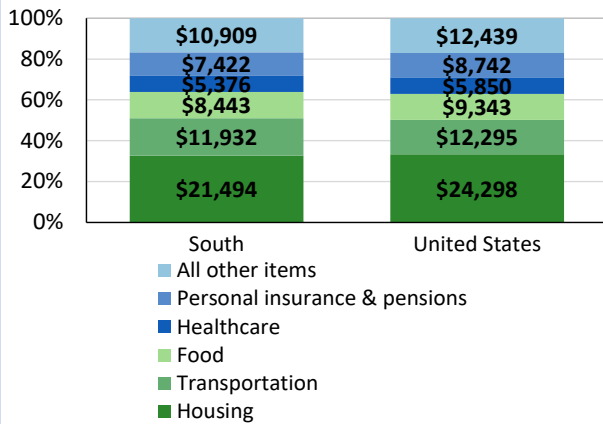 100%
80%
60%
40%
20%
0%
$10,909
$7,422
$5,376
$8,443
$11,932
$21,494
$12,439
$8,742
$5,850
$9,343
$12,295
$24,298
South
United States
All other items
Personal insurance & pensions
Healthcare
Food
Transportation
Housing